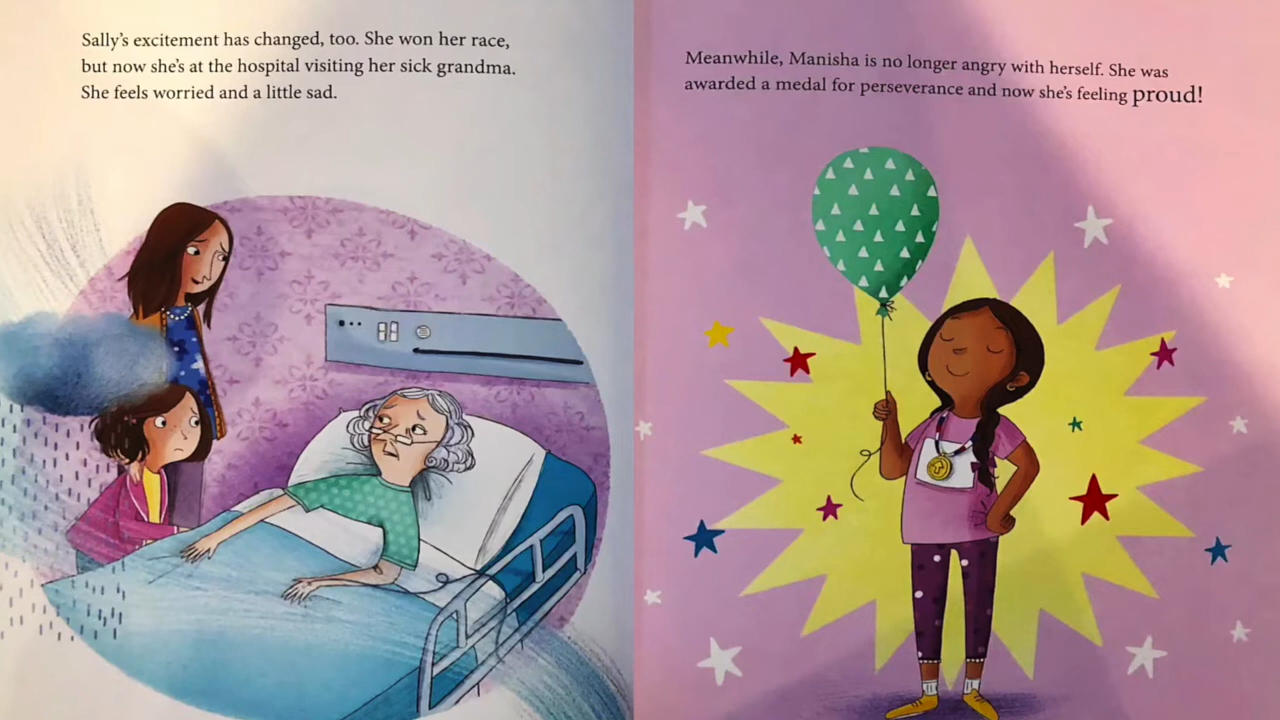 Sally's excitement has changed, too. She won her race,
but now she's at the hospital visiting her sick grandma.
She feels worried and a little sad.
Meanwhile, Manisha is no longer angry with herself. She was
awarded a medal for perseverance and now she's feeling proud!